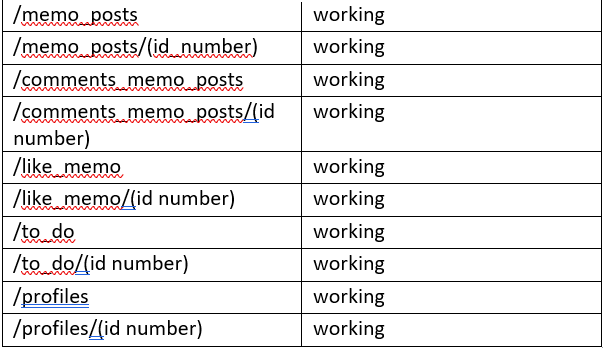 /memo_posts working
/memo_posts/(id_number) working
/comments_memo_posts working
/comments_memo_posts/(id working
number)
/like_memo working
/like_memo/(id number) working
/to_do working
/to_do/(id number) working
/profiles working
/profiles/(id number) working